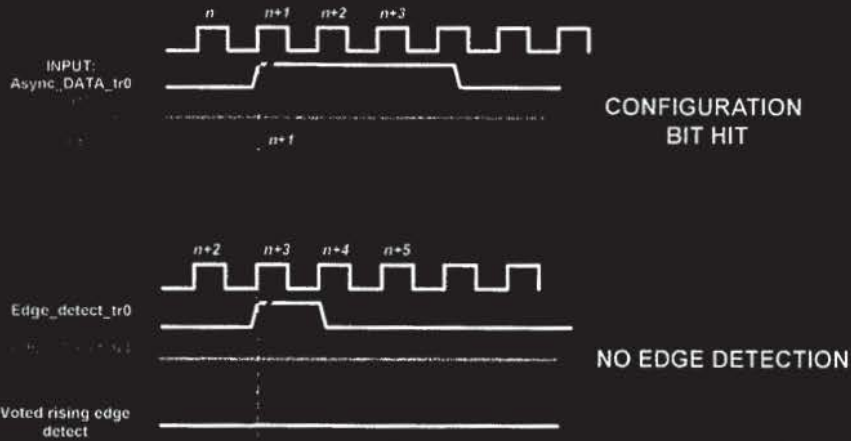 n n+1 n+2 n+3
INPUT:
Async_DATA_tr0
CONFIGURATION
BIT HIT
n+1
n+2 n+3 n+4 n+5
Edge_detect_tr0
NO EDGE DETECTION
Voted rising edge
detect